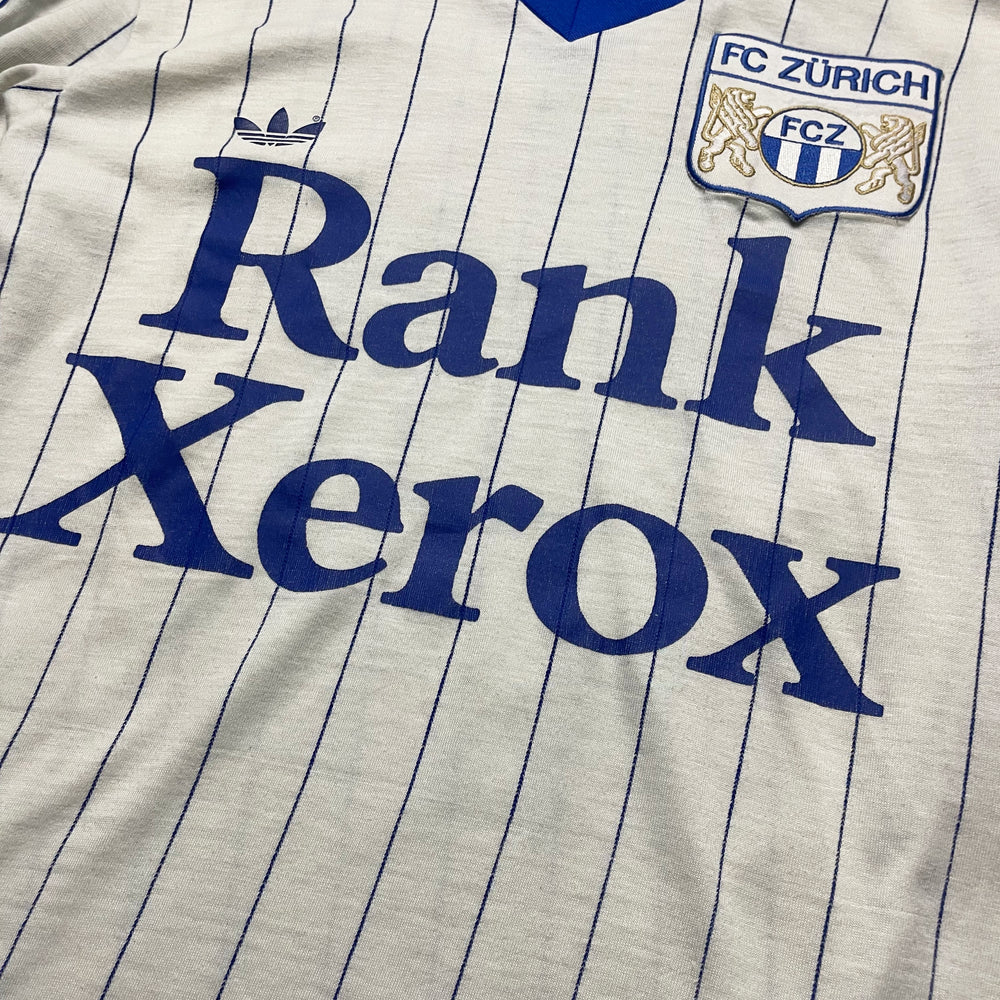 FC ZÜRICH
FCZ
®
Rank
Xerox